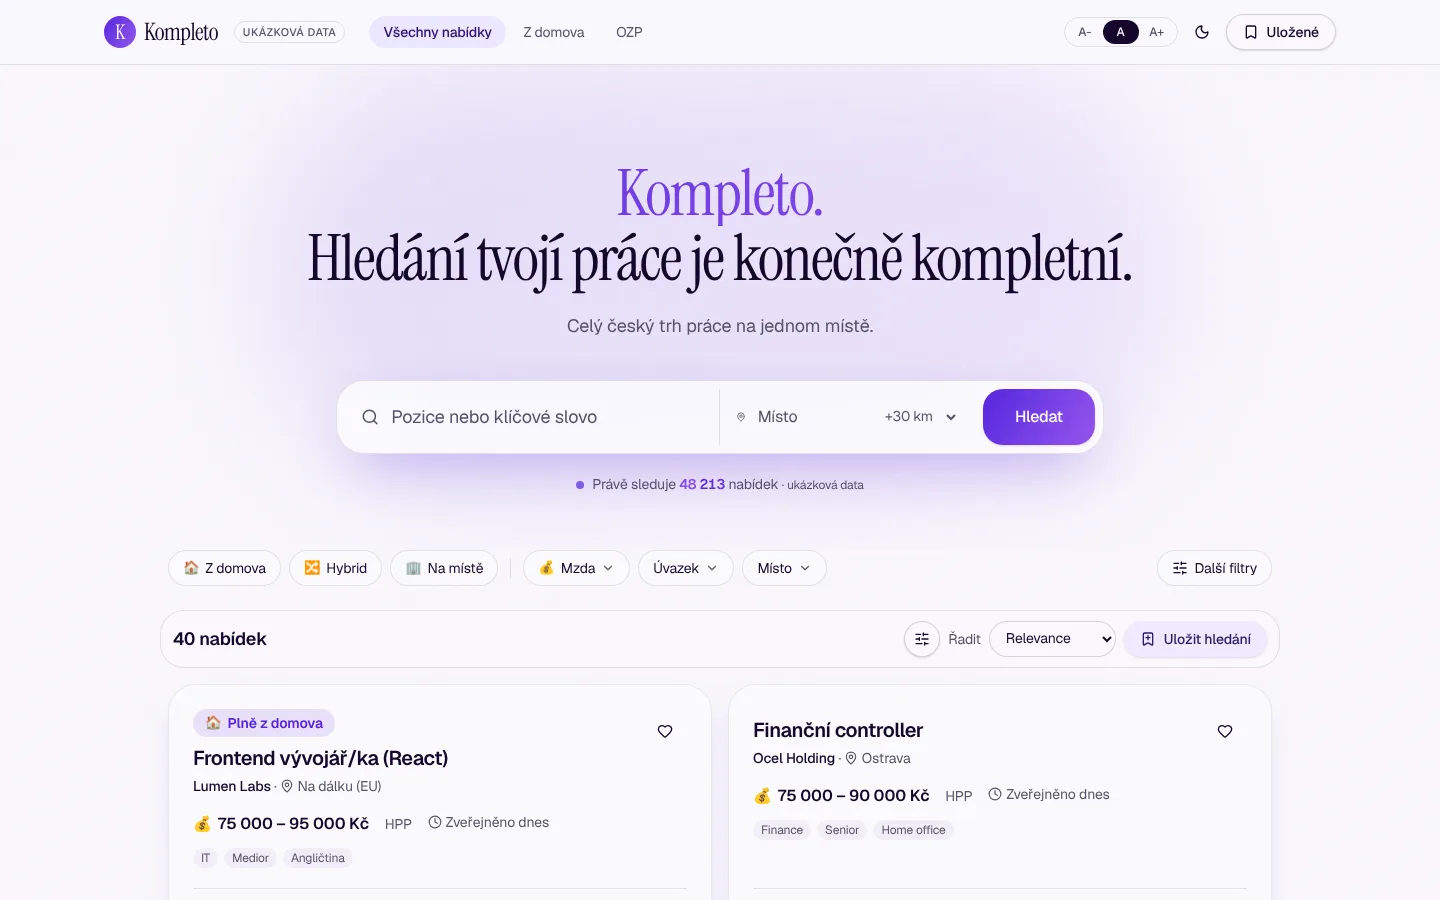 K Kompleto UKÁZKOVÁ DATA Všechny nabídky Z domova OZP A- A A+ Uložené
Kompleto.
Hledání tvojí práce je konečně kompletní.
Celý český trh práce na jednom místě.
Pozice nebo klíčové slovo Místo +30 km Hledat
Právě sleduje 48 213 nabídek · ukázková data
Z domova Hybrid Na místě Mzda Úvazek Místo Další filtry
40 nabídek Řadit Relevance Uložit hledání
Plně z domova
Frontend vývojář/ka (React)
Lumen Labs · Na dálku (EU)
75 000 – 95 000 Kč HPP Zveřejněno dnes
IT Medior Angličtina
Finanční controller
Ocel Holding · Ostrava
75 000 – 90 000 Kč HPP Zveřejněno dnes
Finance Senior Home office